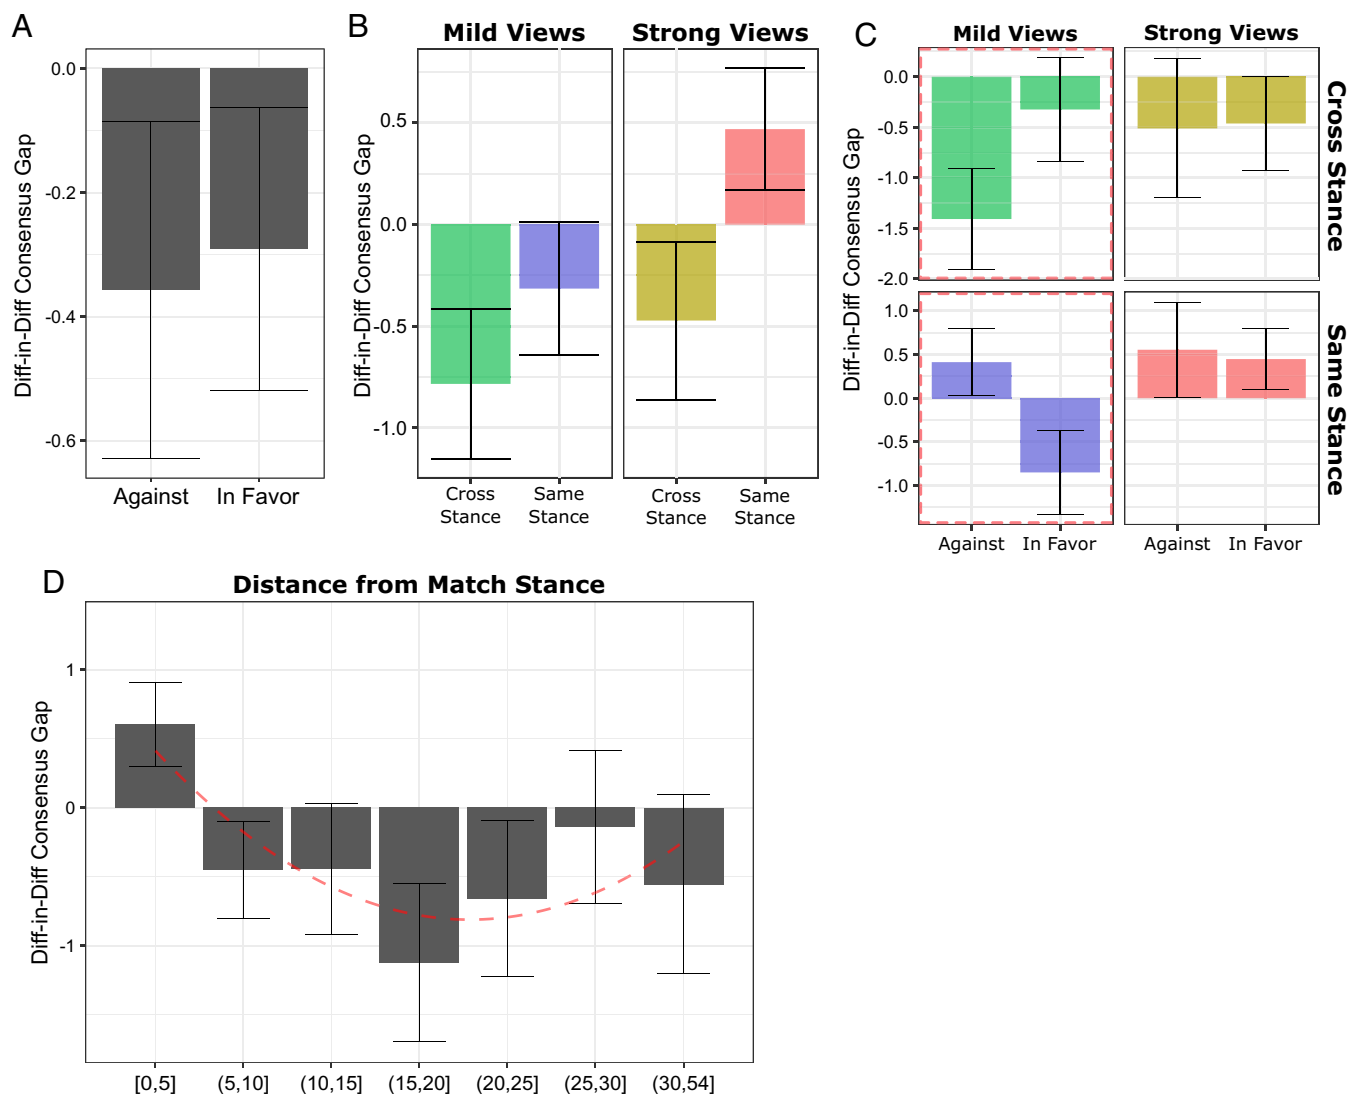 A
Diff-in-Diff Consensus Gap
0.0
-0.2
-0.4
-0.6
Against
In Favor
B
Mild Views
Strong Views
Diff-in-Diff Consensus Gap
0.5
0.0
-0.5
-1.0
Cross
Stance
Same
Stance
Cross
Stance
Same
Stance
C
Mild Views
Strong Views
Diff-in-Diff Consensus Gap
0.0
-0.5
-1.0
-1.5
-2.0
Cross Stance
1.0
0.5
0.0
-0.5
-1.0
Same Stance
Against
In Favor
Against
In Favor
D
Distance from Match Stance
Diff-in-Diff Consensus Gap
1
0
-1
[0,5]
(5,10]
(10,15]
(15,20]
(20,25]
(25,30]
(30,54]